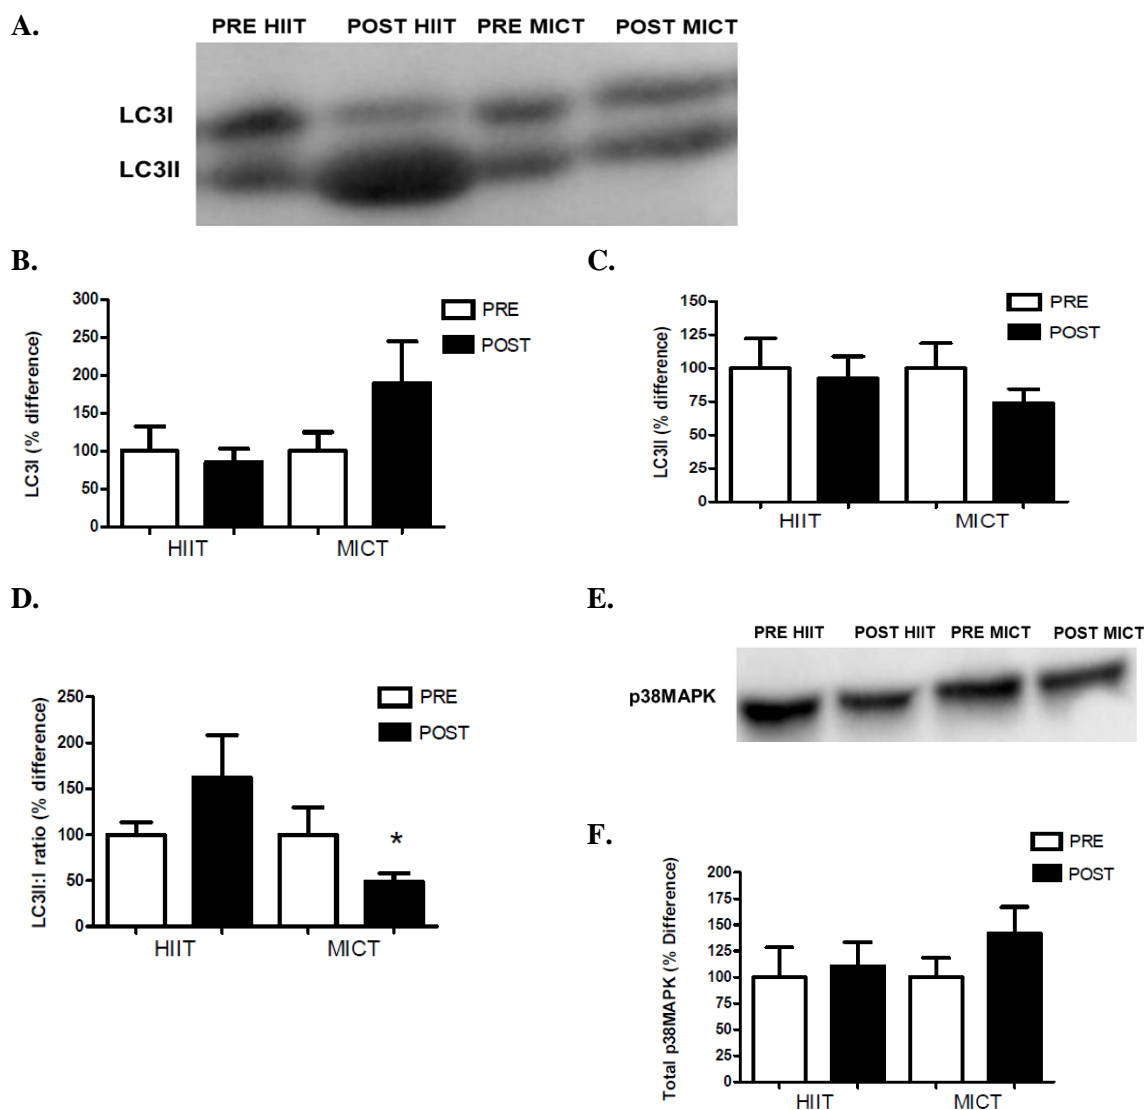 A.
PRE HIIT POST HIIT PRE MICT POST MICT
LC3I
LC3II
B.
LC3I (% difference)
300
250
200
150
100
50
0
PRE
POST
HIIT MICT
C.
LC3II (% difference)
150
125
100
75
50
25
0
PRE
POST
HIIT MICT
D.
LC3II:I ratio (% difference)
250
200
150
100
50
0
PRE
POST
*
HIIT MICT
E.
PRE HIIT POST HIIT PRE MICT POST MICT
p38MAPK
F.
Total p38MAPK (% Difference)
200
175
150
125
100
75
50
25
0
PRE
POST
HIIT MICT